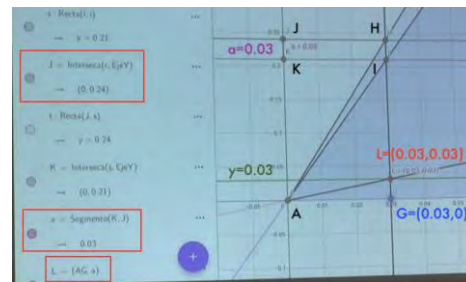 s : Recta(I, i)
→ y = 0.21
J = Interseca(r, EjeY)
→ (0, 0.24)
t : Recta(J, s)
→ y = 0.24
K = Interseca(s, EjeY)
→ (0, 0.21)
a = Segmento(K, J)
→ 0.03
L = (AG, a)
J
H
a=0.03
K
I
L=(0.03,0.03)
y=0.03
A
G=(0.03,0)